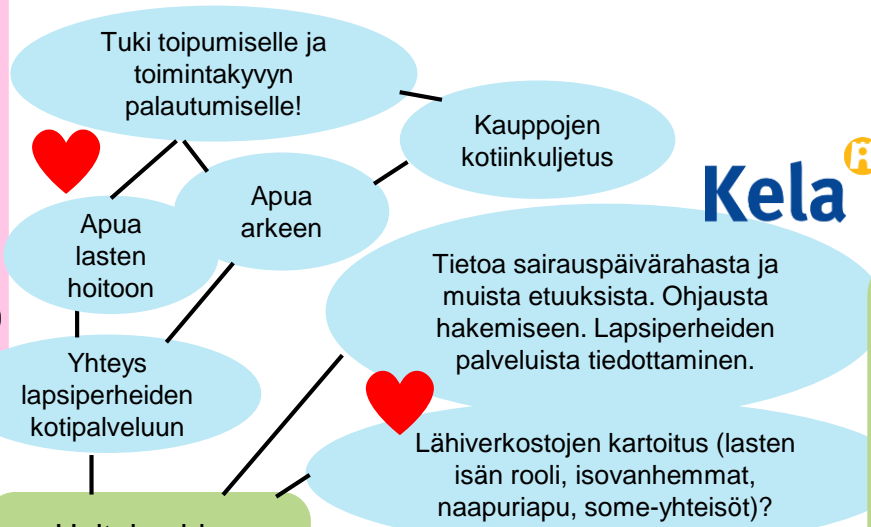 Tuki toipumiselle ja
toimintakyvyn
palautumiselle!
Kauppojen
kotiinkuljetus
Kela
Apua
arkeen
Apua
lasten
hoitoon
Tietoa sairauspäivärahasta ja
muista etuuksista. Ohjausta
hakemiseen. Lapsiperheiden
palveluista tiedottaminen.
Yhteys
lapsiperheiden
kotipalveluun
Lähiverkostojen kartoitus (lasten
isän rooli, isovanhemmat,
naapuriapu, some-yhteisöt)?